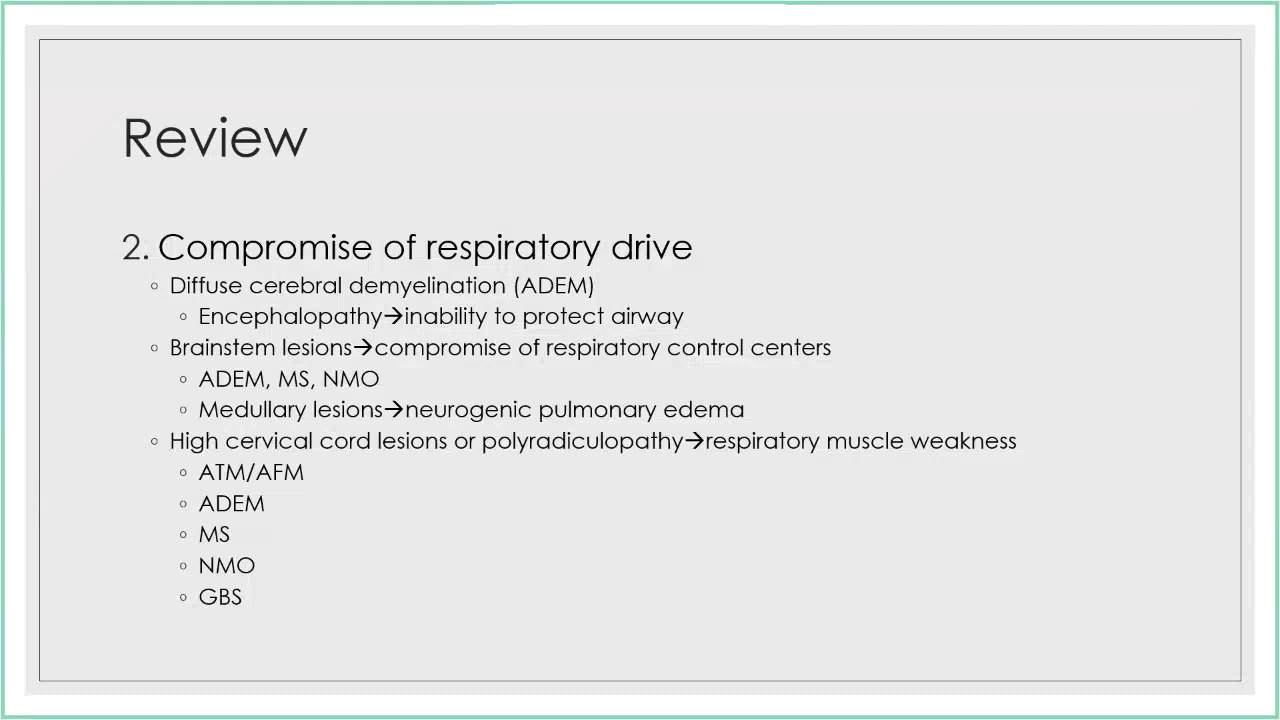 Review
2. Compromise of respiratory drive
◦ Diffuse cerebral demyelination (ADEM)
◦ Encephalopathy→inability to protect airway
◦ Brainstem lesions→compromise of respiratory control centers
◦ ADEM, MS, NMO
◦ Medullary lesions→neurogenic pulmonary edema
◦ High cervical cord lesions or polyradiculopathy→respiratory muscle weakness
◦ ATM/AFM
◦ ADEM
◦ MS
◦ NMO
◦ GBS